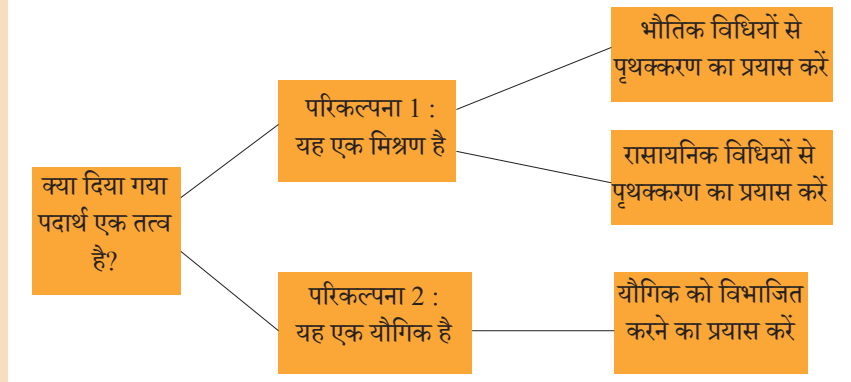 क्या दिया गया
पदार्थ एक तत्व
है?
परिकल्पना 1 :
यह एक मिश्रण है
भौतिक विधियों से
पृथक्करण का प्रयास करें
रासायनिक विधियों से
पृथक्करण का प्रयास करें
परिकल्पना 2 :
यह एक यौगिक है
यौगिक को विभाजित
करने का प्रयास करें